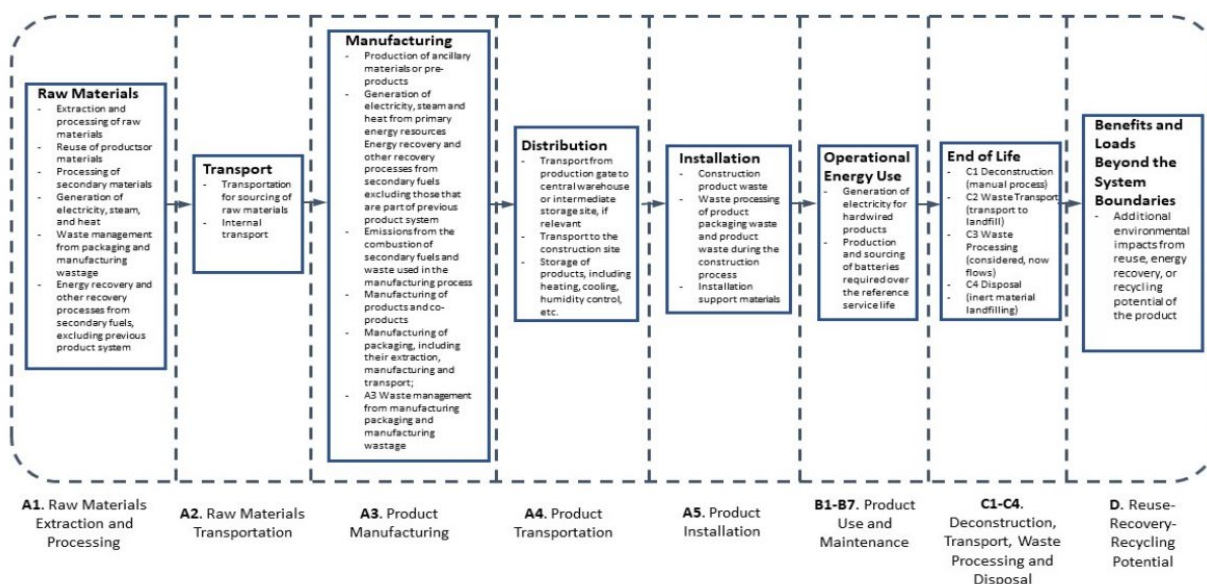 Raw Materials
- Extraction and
processing of raw
materials
- Reuse of productsor
materials
- Processing of
secondary materials
- Generation of
electricity, steam, and
heat
- Waste management
from packaging and
manufacturing
wastage
- Energy recovery and
other recovery
processes from
secondary fuels,
excluding previous
product system
Transport
- Transportation
for sourcing of
raw materials
- Internal
transport
Manufacturing
- Production of ancillary
materials or pre-
products
- Generation of
electricity, steam and
heat from primary
energy resources
Energy recovery and
other recovery
processes from
secondary fuels
excluding those that
are part of previous
product system
- Emissions from the
combustion of
secondary fuels and
waste used in the
manufacturing process
- Manufacturing of
products and co-
products
- Manufacturing of
packaging, including
their extraction,
manufacturing and
transport;
- A3 Waste management
from manufacturing
packaging and
manufacturing
wastage
Distribution
- Transport from
production gate to
central warehouse
or intermediate
storage site, if
relevant
- Transport to the
construction site
- Storage of
products, including
heating, cooling,
humidity control,
etc.
Installation
- Construction
product waste
- Waste processing
of product
packaging waste
and product
waste during the
construction
process
- Installation
support materials
Operational
Energy Use
- Generation of
electricity for
hardwired
products
- Production
and sourcing
of batteries
required over
the reference
service life
End of Life
- C1 Deconstruction
(manual process)
- C2 Waste Transport
(transport to
landfill)
- C3 Waste
Processing
(considered, now
flows)
- C4 Disposal
- (inert material
landfilling)
Benefits and
Loads
Beyond the
System
Boundaries
- Additional
environmental
impacts from
reuse, energy
recovery, or
recycling
potential of
the product
A1. Raw Materials
Extraction and
Processing
A2. Raw Materials
Transportation
A3. Product
Manufacturing
A4. Product
Transportation
A5. Product
Installation
B1-B7. Product
Use and
Maintenance
C1-C4.
Deconstruction,
Transport, Waste
Processing and
Disposal
D. Reuse-
Recovery-
Recycling
Potential